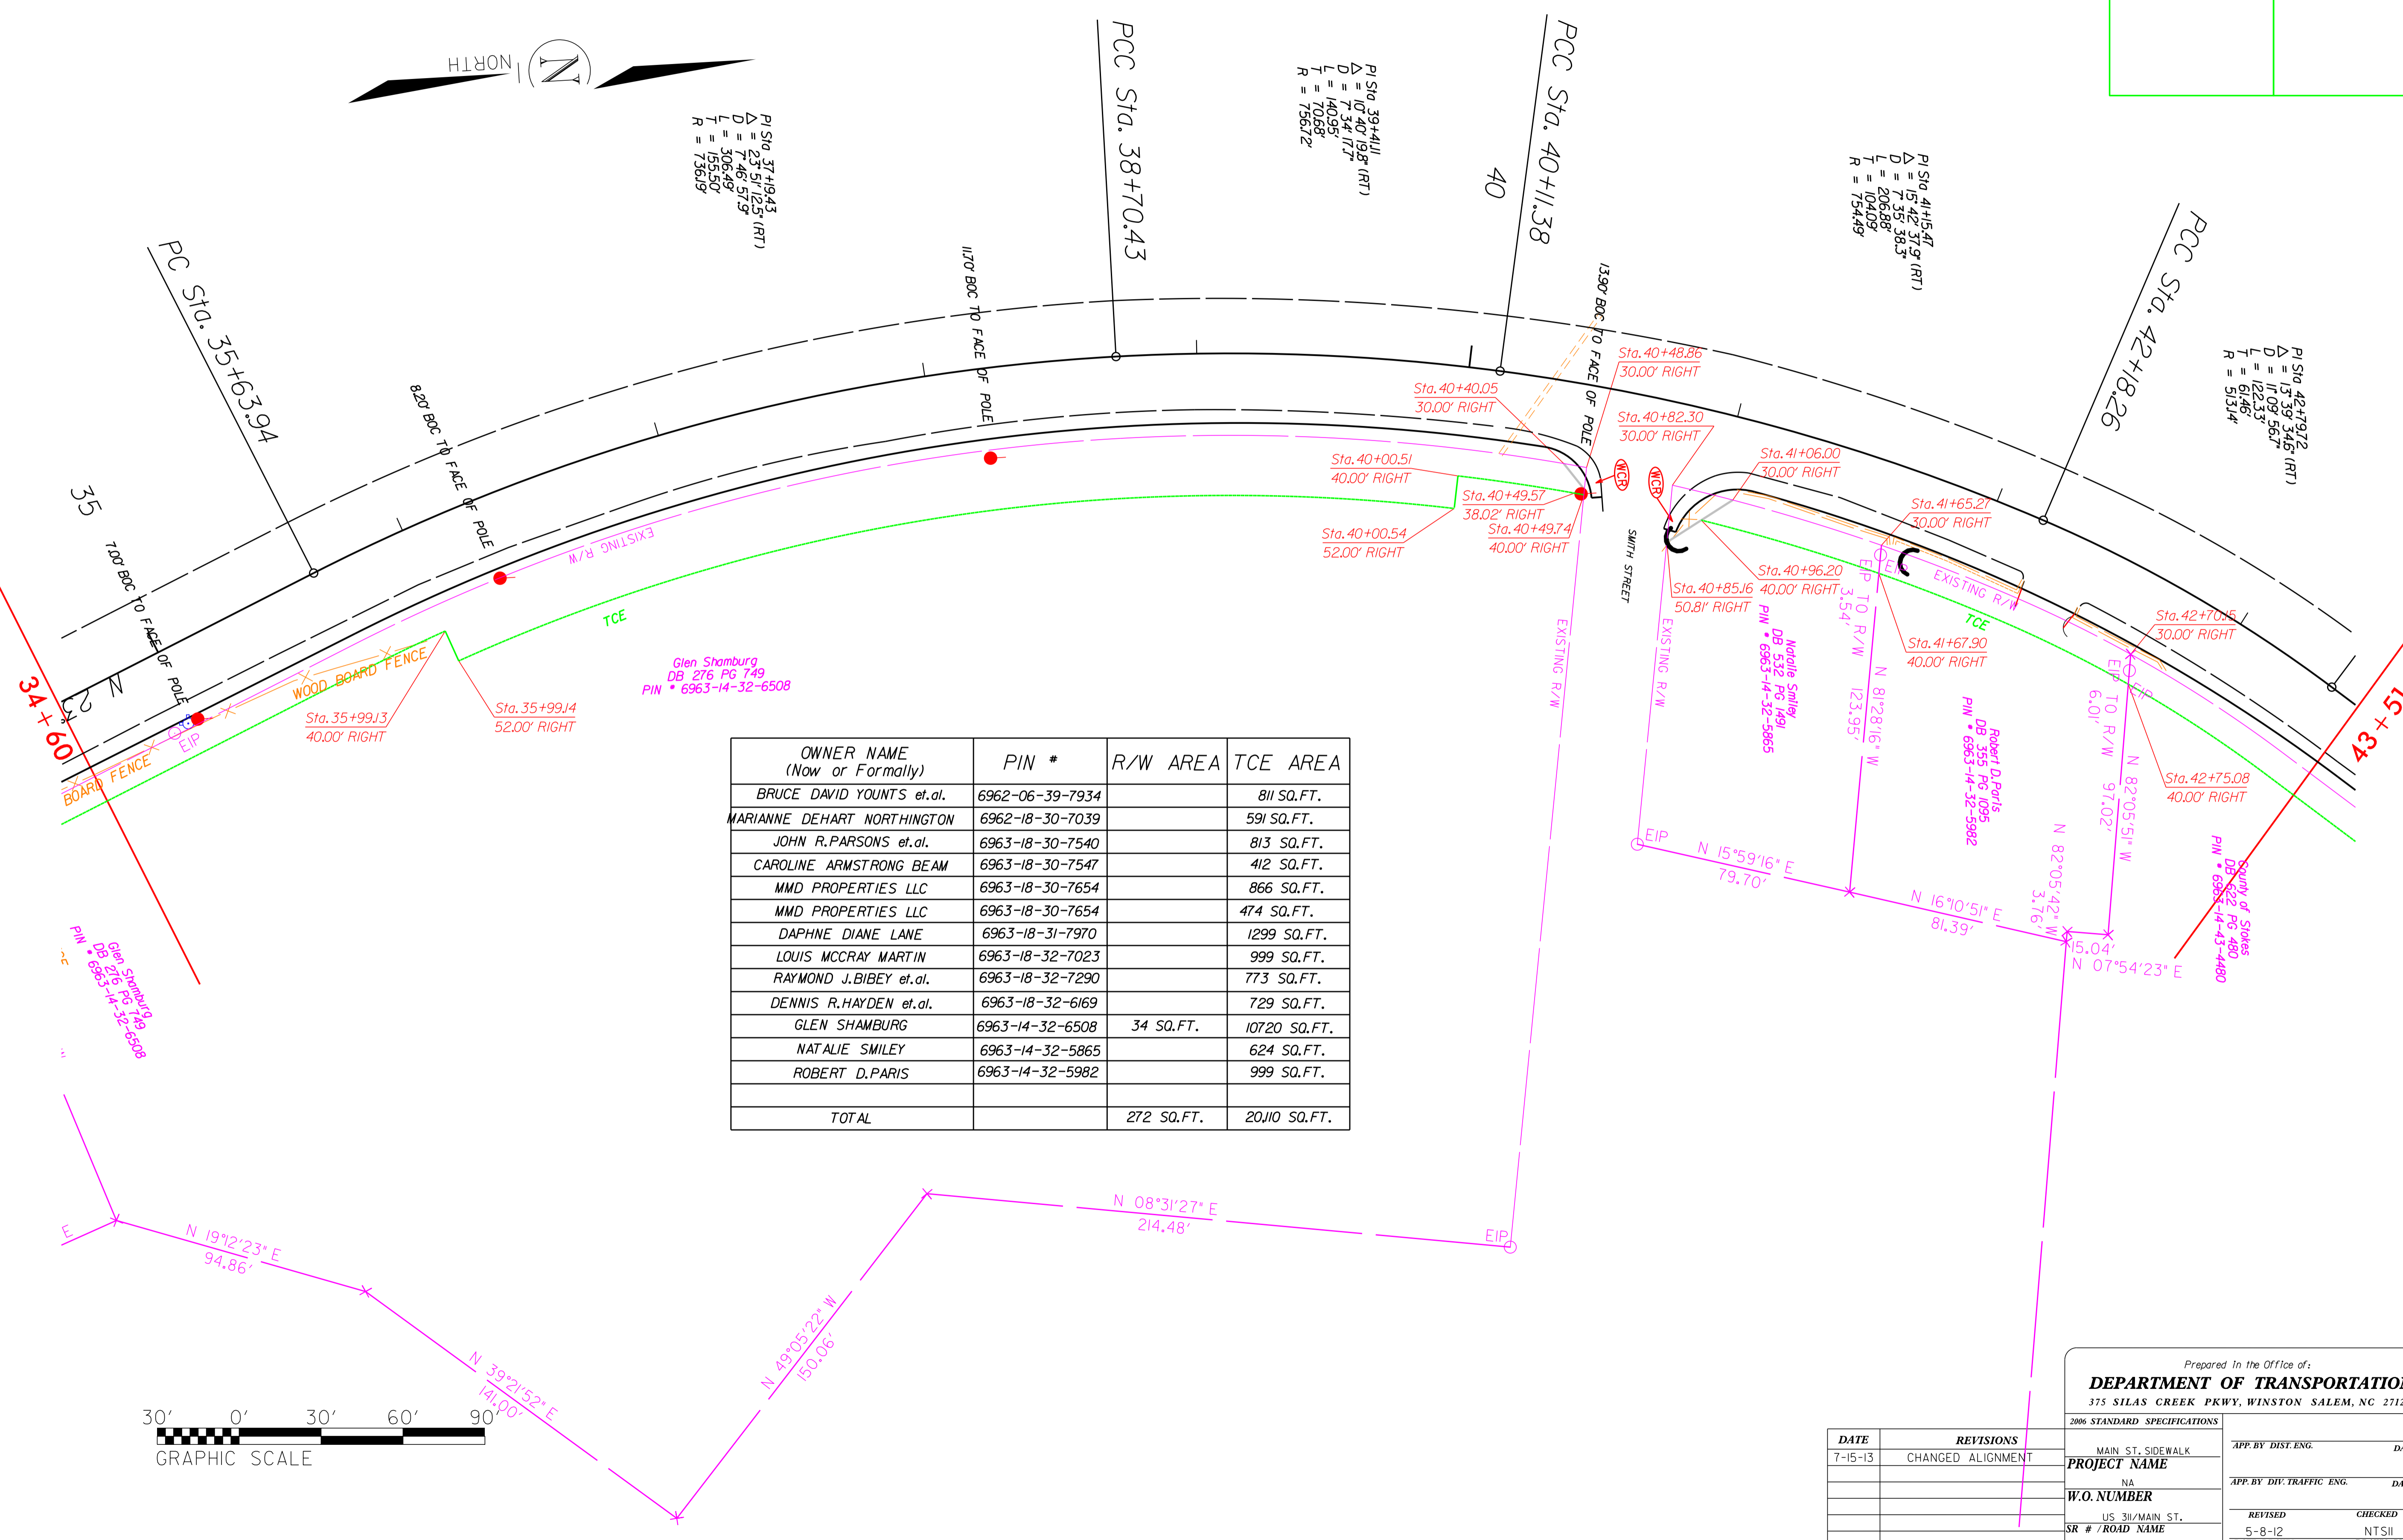 NORTH
N
PC Sta. 35+63.94
PI Sta 37+19.43
Δ = 23° 51' 12.5" (RT)
D = 7° 46' 57.9"
L = 306.49'
T = 155.50'
R = 736.19'
PCC Sta. 38+70.43
PI Sta 39+41.11
Δ = 10° 40' 19.8" (RT)
D = 7° 34' 17.7"
L = 140.95'
T = 70.68'
R = 756.72'
40
PCC Sta. 40+11.38
PI Sta 41+15.47
Δ = 15° 42' 37.9" (RT)
D = 7° 35' 38.3"
L = 206.88'
T = 104.09'
R = 754.49'
PCC Sta. 42+18.26
PI Sta 42+79.72
Δ = 13° 39' 34.6" (RT)
D = 11° 09' 56.7"
L = 122.33'
T = 61.46'
R = 513.14'
35
7.00' BOC TO FACE OF POLE
8.20' BOC TO FACE OF POLE
11.70' BOC TO FACE OF POLE
13.90' BOC TO FACE OF POLE
34+60
43+51
EIP
BOARD FENCE
WOOD BOARD FENCE
EXISTING R/W
TCE
Sta. 35+99.13
40.00' RIGHT
Sta. 35+99.14
52.00' RIGHT
Glen Shamburg
DB 276 PG 749
PIN # 6963-14-32-6508
Sta. 40+40.05
30.00' RIGHT
Sta. 40+48.86
30.00' RIGHT
Sta. 40+82.30
30.00' RIGHT
Sta. 40+00.51
40.00' RIGHT
Sta. 40+49.57
38.02' RIGHT
Sta. 40+49.74
40.00' RIGHT
Sta. 40+00.54
52.00' RIGHT
WCR
WCR
SMITH STREET
Sta. 41+06.00
30.00' RIGHT
Sta. 41+65.27
30.00' RIGHT
Sta. 40+96.20
40.00' RIGHT
Sta. 40+85.16
50.81' RIGHT
Sta. 41+67.90
40.00' RIGHT
Sta. 42+70.15
30.00' RIGHT
Sta. 42+75.08
40.00' RIGHT
EXISTING R/W
TCE
EIP
EIP
EXISTING R/W
EXISTING R/W
Natalie Smiley
DB 532 PG 1491
PIN # 6963-14-32-5865
EIP TO R/W
3.54'
N 81°28'16" W
123.95'
Robert D. Paris
DB 355 PG 1095
PIN # 6963-14-32-5982
EIP TO R/W
6.01'
N 82°05'51" W
97.02'
N 82°05'42" W
3.76'
County of Stokes
DB 622 PG 480
PIN # 6963-14-43-4480
EIP
N 15°59'16" E
79.70'
N 16°10'51" E
81.39'
15.04'
N 07°54'23" E
Glen Shamburg
DB 276 PG 749
PIN # 6963-14-32-6508
OWNER NAME (Now or Formally) PIN # R/W AREA TCE AREA
BRUCE DAVID YOUNTS et.al. 6962-06-39-7934 811 SQ.FT.
MARIANNE DEHART NORTHINGTON 6962-18-30-7039 591 SQ.FT.
JOHN R.PARSONS et.al. 6963-18-30-7540 813 SQ.FT.
CAROLINE ARMSTRONG BEAM 6963-18-30-7547 412 SQ.FT.
MMD PROPERTIES LLC 6963-18-30-7654 866 SQ.FT.
MMD PROPERTIES LLC 6963-18-30-7654 474 SQ.FT.
DAPHNE DIANE LANE 6963-18-31-7970 1299 SQ.FT.
LOUIS MCCRAY MARTIN 6963-18-32-7023 999 SQ.FT.
RAYMOND J.BIBEY et.al. 6963-18-32-7290 773 SQ.FT.
DENNIS R.HAYDEN et.al. 6963-18-32-6169 729 SQ.FT.
GLEN SHAMBURG 6963-14-32-6508 34 SQ.FT. 10720 SQ.FT.
NATALIE SMILEY 6963-14-32-5865 624 SQ.FT.
ROBERT D.PARIS 6963-14-32-5982 999 SQ.FT.
TOTAL 272 SQ.FT. 20,110 SQ.FT.
E
N 19°12'23" E
94.86'
N 39°21'52" E
141.00'
N 49°05'22" W
150.06'
N 08°31'27" E
214.48'
EIP
30' 0' 30' 60' 90'
GRAPHIC SCALE
DATE REVISIONS
7-15-13 CHANGED ALIGNMENT
Prepared in the Office of:
DEPARTMENT OF TRANSPORTATION
375 SILAS CREEK PKWY, WINSTON SALEM, NC 2712
2006 STANDARD SPECIFICATIONS
MAIN ST. SIDEWALK
PROJECT NAME
NA
W.O. NUMBER
US 311/MAIN ST.
SR # / ROAD NAME
APP. BY DIST. ENG. DA
APP. BY DIV. TRAFFIC ENG. DA
REVISED CHECKED
5-8-12 NTS11